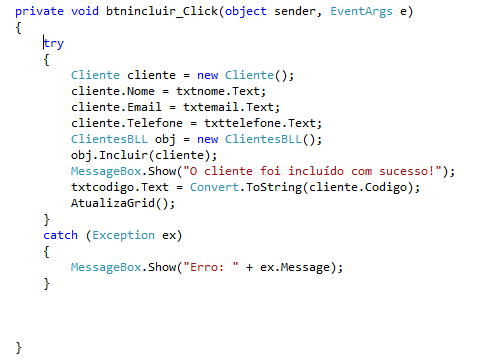 private void btnincluir_Click(object sender, EventArgs e)
{
    try
    {
        Cliente cliente = new Cliente();
        cliente.Nome = txtnome.Text;
        cliente.Email = txtemail.Text;
        cliente.Telefone = txttelefone.Text;
        ClientesBLL obj = new ClientesBLL();
        obj.Incluir(cliente);
        MessageBox.Show("O cliente foi incluído com sucesso!");
        txtcodigo.Text = Convert.ToString(cliente.Codigo);
        AtualizaGrid();
    }
    catch (Exception ex)
    {
        MessageBox.Show("Erro: " + ex.Message);
    }
}